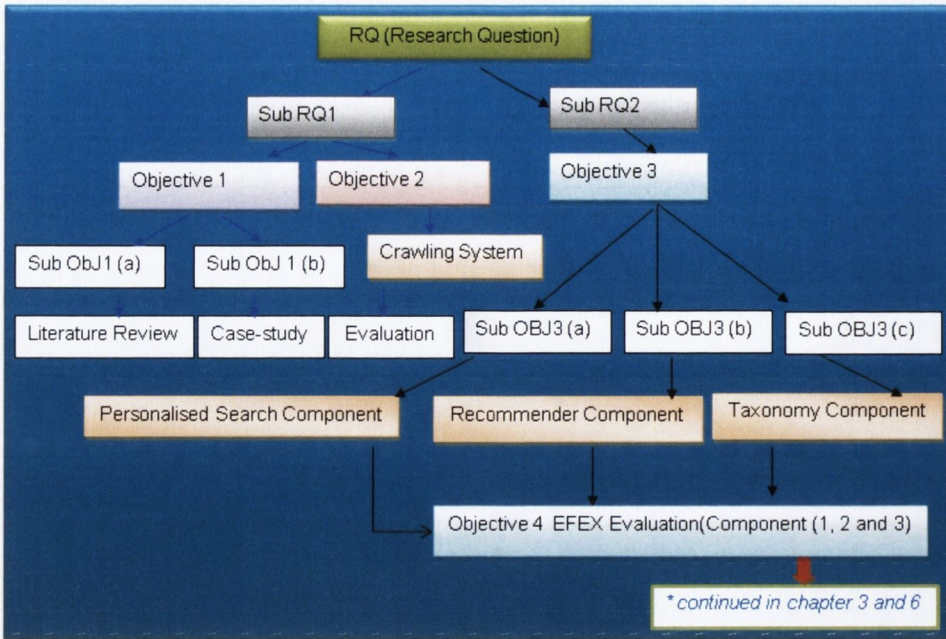 RQ (Research Question)
Sub RQ1
Sub RQ2
Objective 1
Objective 2
Objective 3
Sub ObJ1 (a)
Sub ObJ 1 (b)
Crawling System
Literature Review
Case-study
Evaluation
Sub OBJ3 (a)
Sub OBJ3 (b)
Sub OBJ3 (c)
Personalised Search Component
Recommender Component
Taxonomy Component
Objective 4 EFEX Evaluation(Component (1, 2 and 3)
* continued in chapter 3 and 6